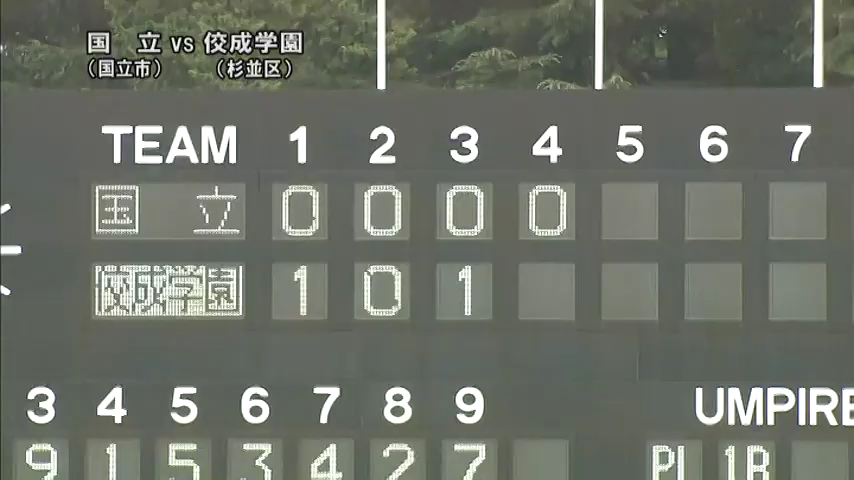 国 立 VS 佼成学園
(国立市) (杉並区)
TEAM 1 2 3 4 5 6 7
国 立 0 0 0 0
佼成学園 1 0 1
3 4 5 6 7 8 9 UMPIRE
9 1 5 3 4 2 7 PL 1B